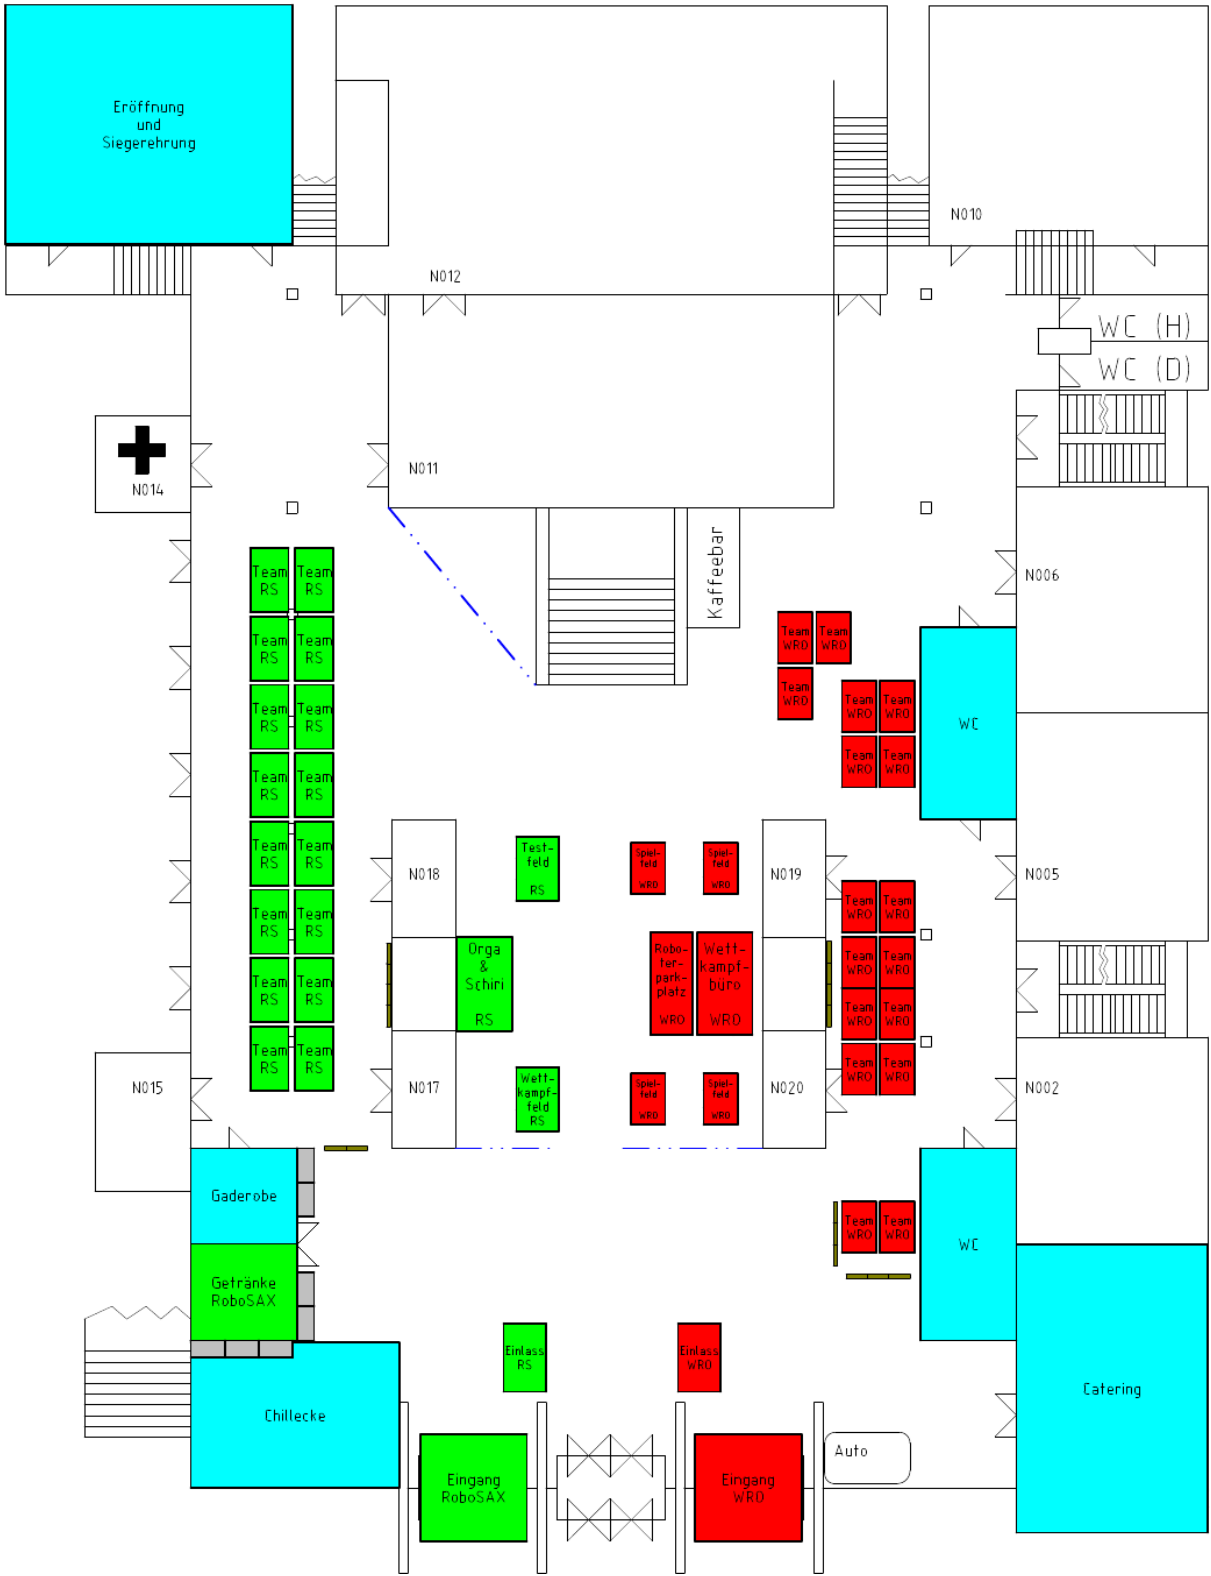 Eröffnung
und
Siegerehrung
N010
N012
WC (H)
WC (D)
N011
N014
Kaffeebar
N006
Team
RS
Team
RS
Team
RS
Team
RS
Team
RS
Team
RS
Team
RS
Team
RS
Team
RS
Team
RS
Team
RS
Team
RS
Team
RS
Team
RS
Team
RS
Team
RS
Team
WRO
Team
WRO
Team
WRO
Team
WRO
Team
WRO
Team
WRO
Team
WRO
WC
N018
Test-
feld
RS
Spiel-
feld
WRO
Spiel-
feld
WRO
N019
N005
Team
WRO
Team
WRO
Team
WRO
Team
WRO
Team
WRO
Team
WRO
Team
WRO
Team
WRO
Orga
&
Schiri
RS
Robo-
ter-
park-
platz
WRO
Wett-
kampf-
büro
WRO
N015
N017
Wett-
kampf-
feld
RS
Spiel-
feld
WRO
Spiel-
feld
WRO
N020
N002
Gaderobe
Team
WRO
Team
WRO
WC
Getränke
RoboSAX
Einlass
RS
Einlass
WRO
Catering
Chillecke
Auto
Eingang
RoboSAX
Eingang
WRO